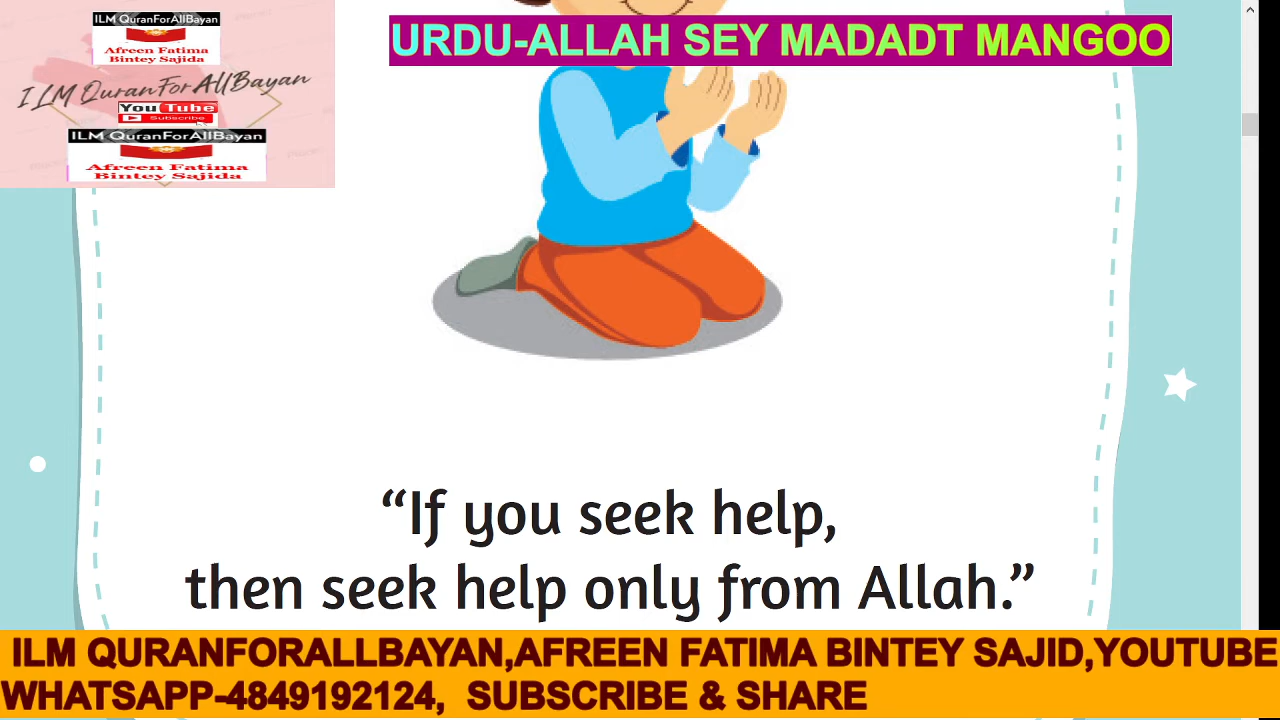 ILM QuranForAllBayan
Afreen Fatima
Bintey Sajida
ILM QuranForAllBayan
YouTube
Subscribe
ILM QuranForAllBayan
Afreen Fatima
Bintey Sajida
URDU-ALLAH SEY MADADT MANGOO
“If you seek help,
then seek help only from Allah.”
ILM QURANFORALLBAYAN,AFREEN FATIMA BINTEY SAJID,YOUTUBE
WHATSAPP-4849192124, SUBSCRIBE & SHARE